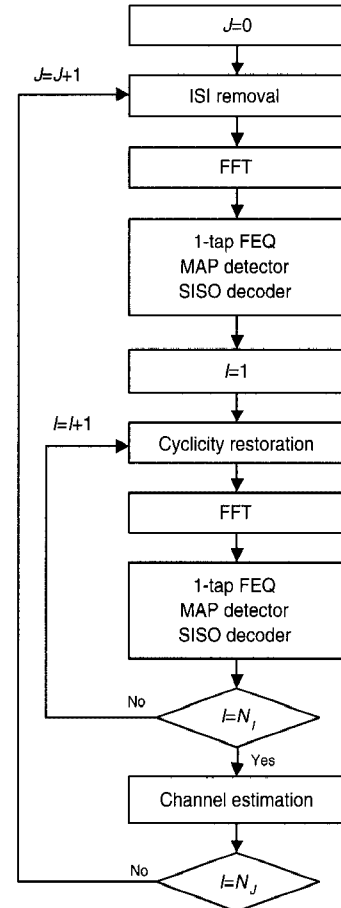 J=0
J=J+1
ISI removal
FFT
1-tap FEQ
MAP detector
SISO decoder
I=1
I=I+1
Cyclicity restoration
FFT
1-tap FEQ
MAP detector
SISO decoder
No
I=N_I
Yes
Channel estimation
No
I=N_J